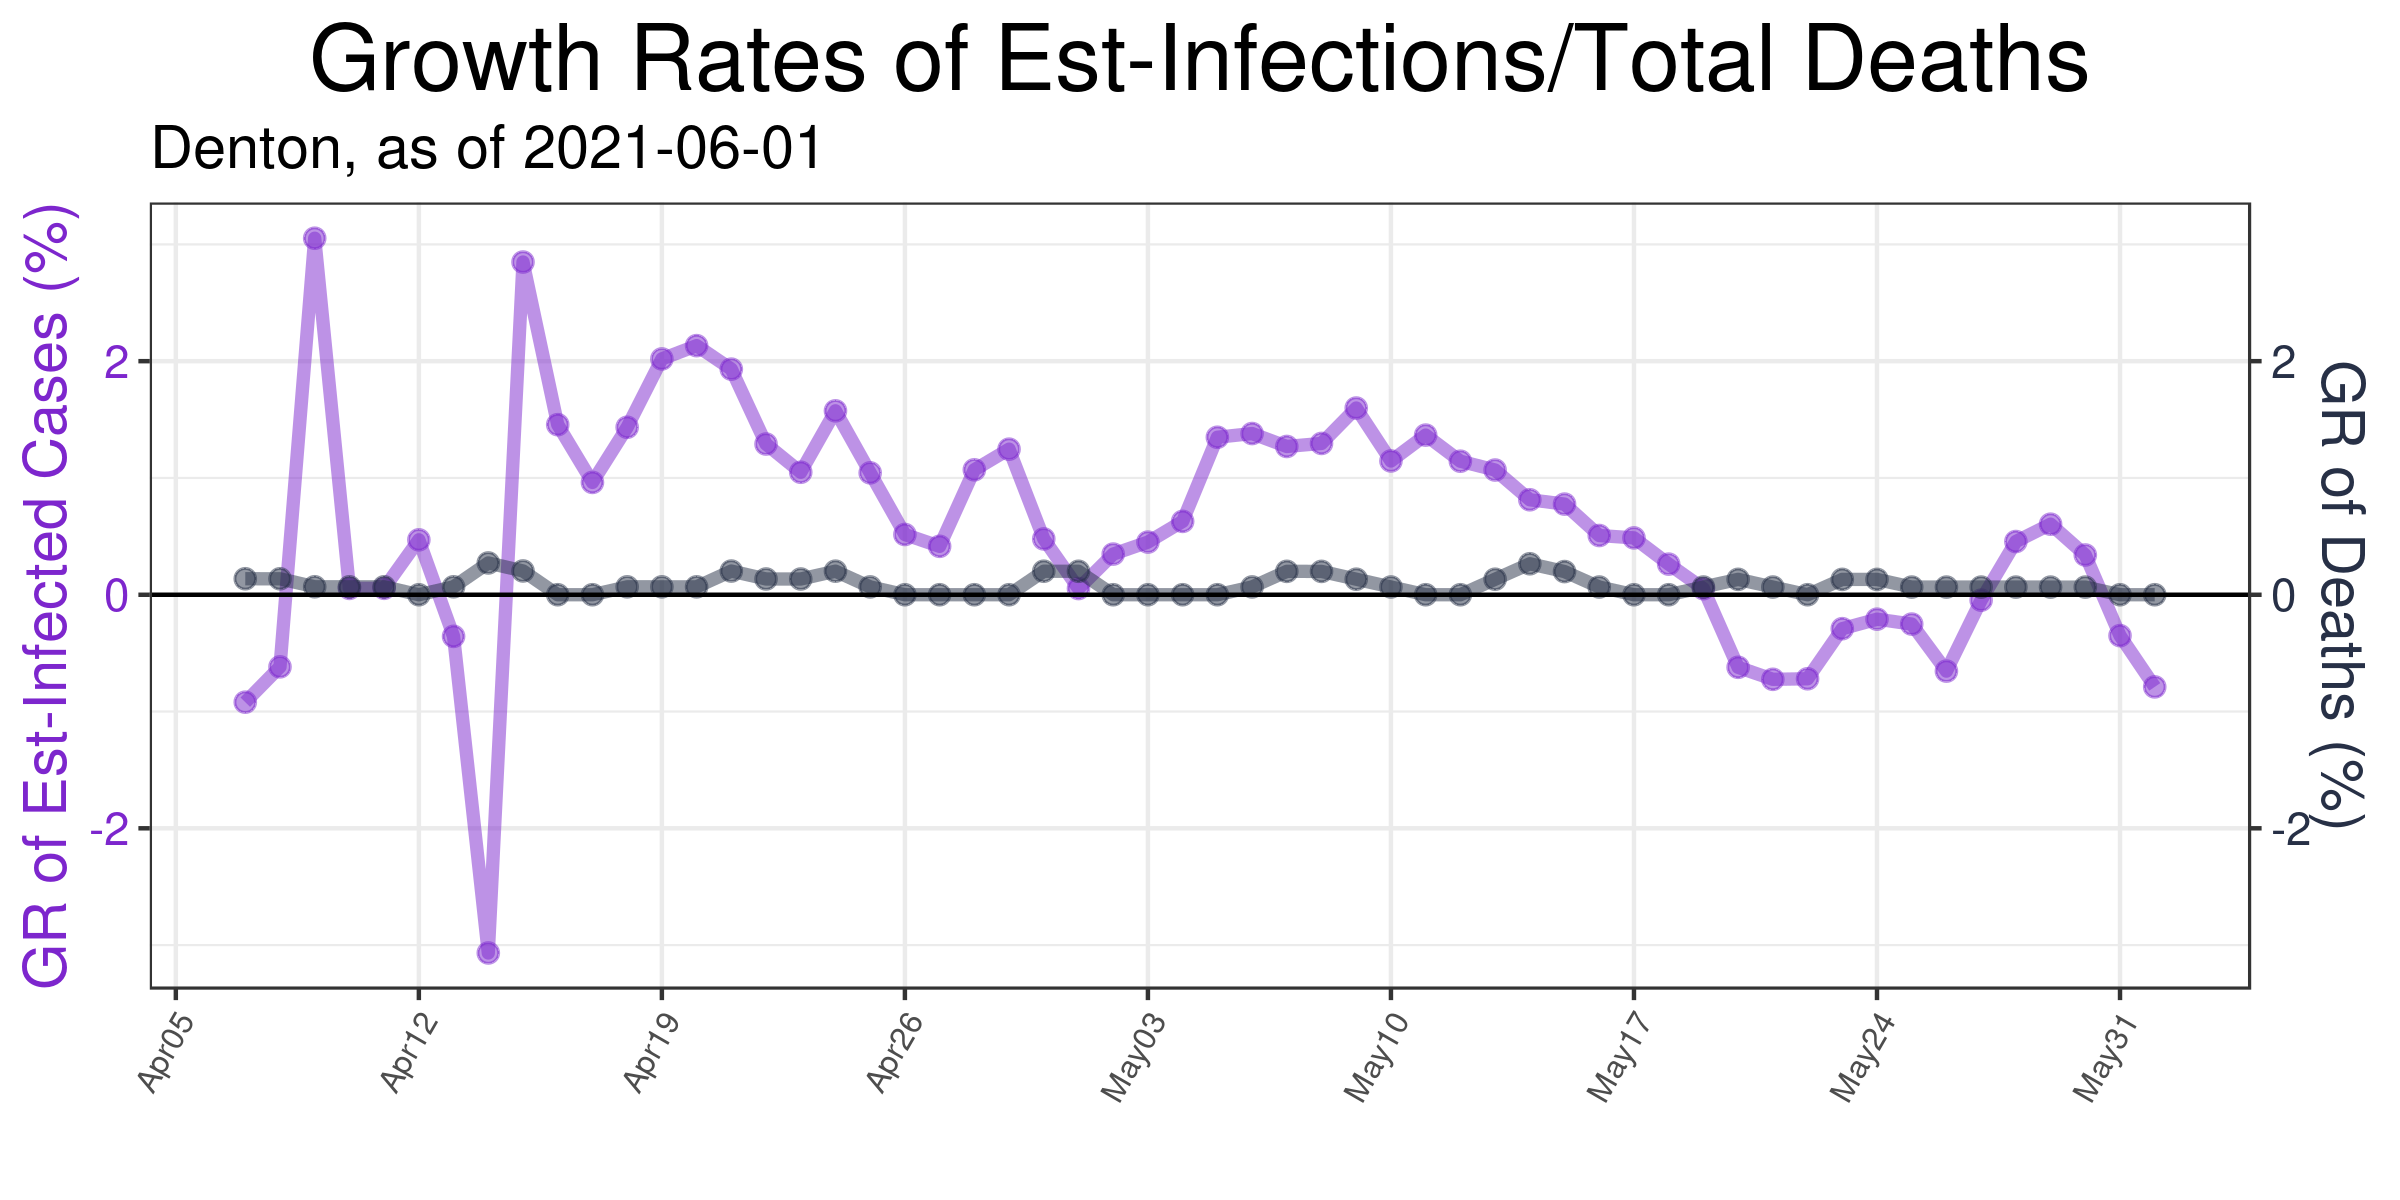 Growth Rates of Est-Infections/Total Deaths
Denton, as of 2021-06-01
GR of Est-Infected Cases (%)
2
0
-2
2
0
-2
GR of Deaths (%)
Apr05
Apr12
Apr19
Apr26
May03
May10
May17
May24
May31